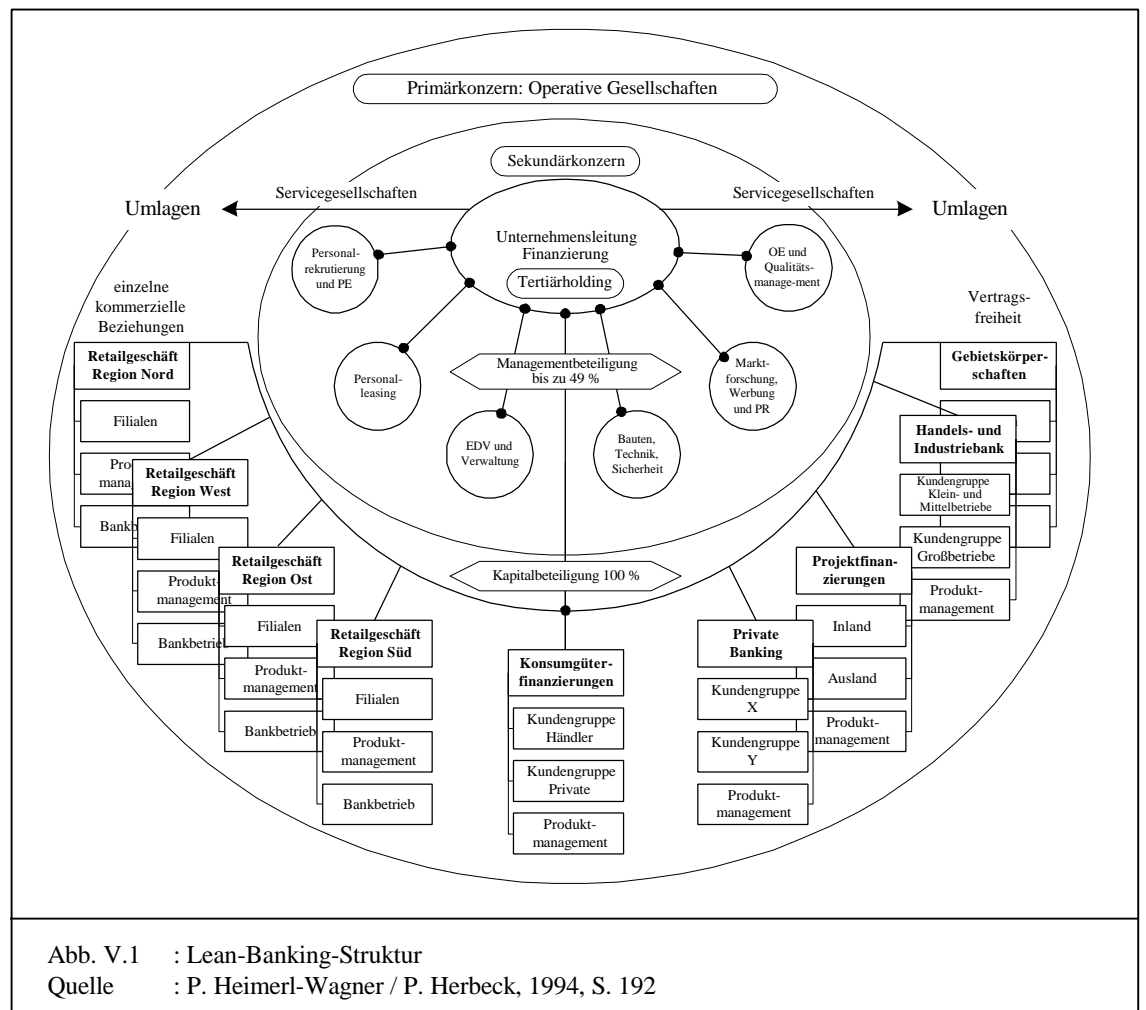 Primärkonzern: Operative Gesellschaften
Sekundärkonzern
Servicegesellschaften
Servicegesellschaften
Umlagen
Umlagen
Unternehmensleitung
Finanzierung
Tertiärholding
Personal-
rekrutierung
und PE
OE und
Qualitäts-
manage-ment
einzelne
kommerzielle
Beziehungen
Vertrags-
freiheit
Personal-
leasing
Managementbeteiligung
bis zu 49 %
Markt-
forschung,
Werbung
und PR
EDV und
Verwaltung
Bauten,
Technik,
Sicherheit
Kapitalbeteiligung 100 %
Retailgeschäft
Region Nord
Filialen
Produ
manage
Bankbe
Retailgeschäft
Region West
Filialen
Produkt-
management
Bankbetrieb
Retailgeschäft
Region Ost
Filialen
Produkt-
management
Bankbetrieb
Retailgeschäft
Region Süd
Filialen
Produkt-
management
Bankbetrieb
Konsumgüter-
finanzierungen
Kundengruppe
Händler
Kundengruppe
Private
Produkt-
management
Private
Banking
Kundengruppe
X
Kundengruppe
Y
Produkt-
management
Projektfinan-
zierungen
Inland
Ausland
Produkt-
management
Handels- und
Industriebank
Kundengruppe
Klein- und
Mittelbetriebe
Kundengruppe
Großbetriebe
Produkt-
management
Gebietskörper-
schaften
Abb. V.1 : Lean-Banking-Struktur
Quelle : P. Heimerl-Wagner / P. Herbeck, 1994, S. 192